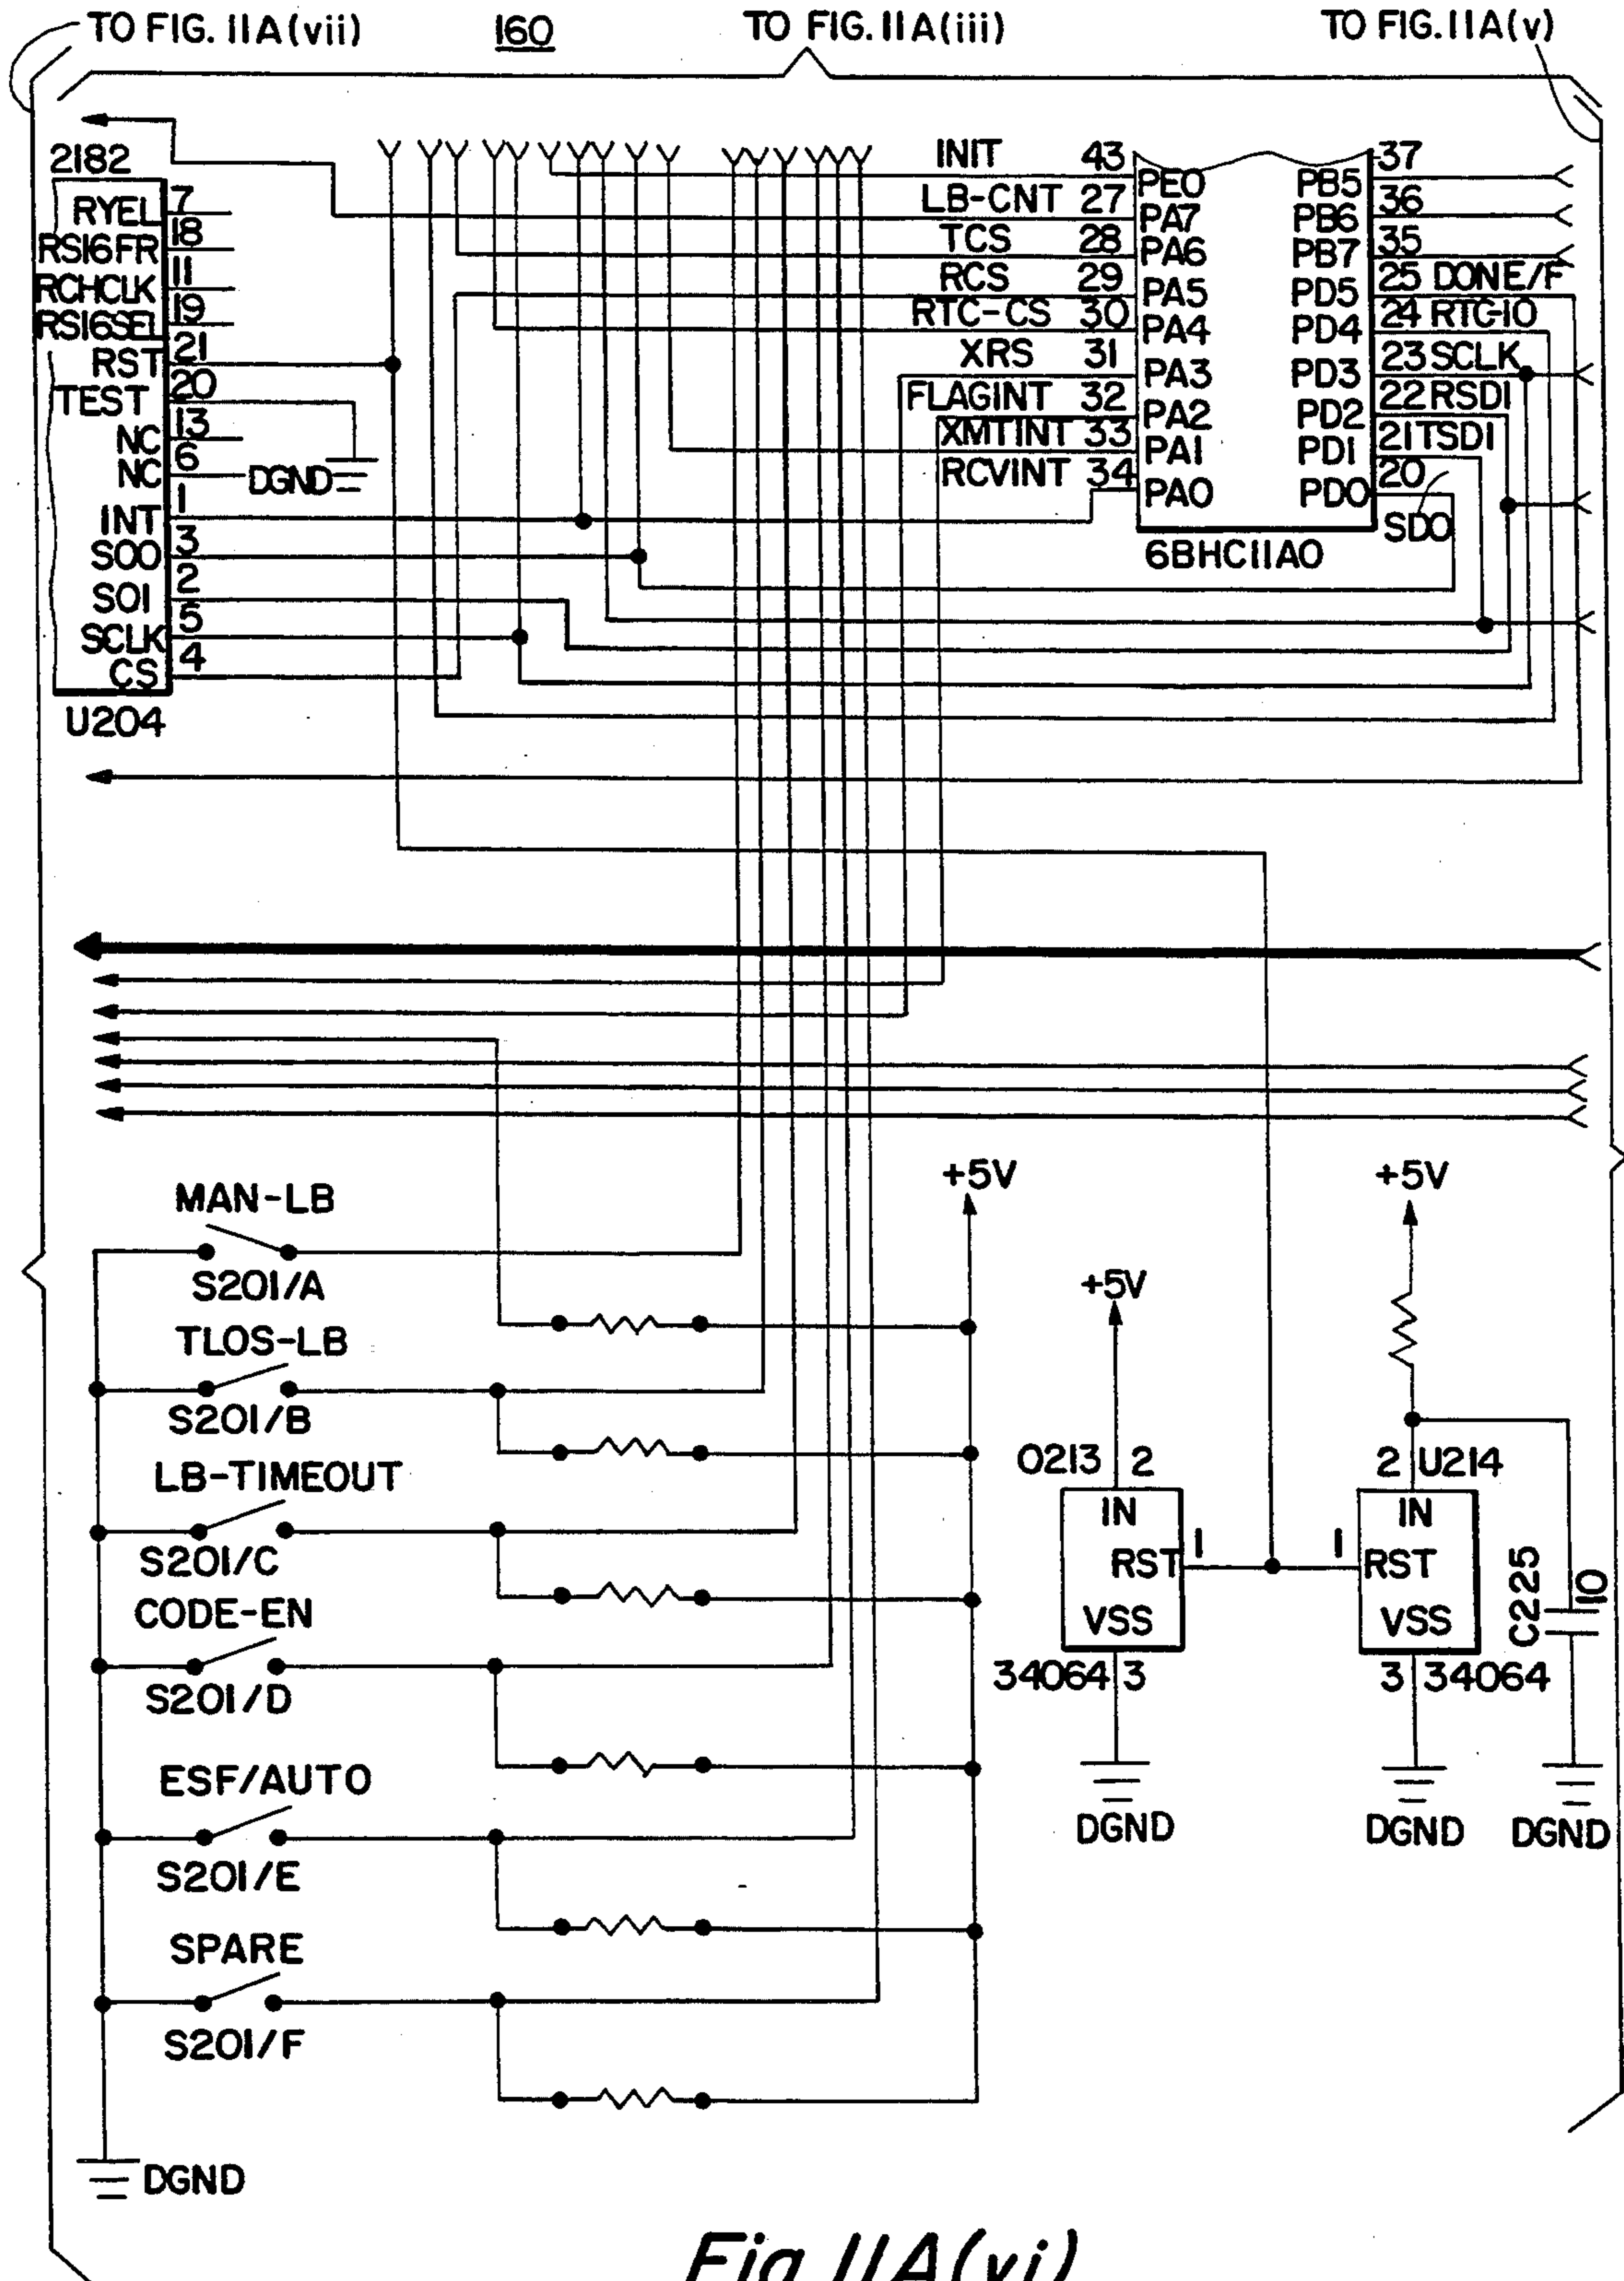 TO FIG. 11A(vii)
160
TO FIG. 11A(iii)
TO FIG. 11A(v)
2182
RYEL 7
RS16FR 18
RCHCLK 11
RS16SEL 19
RST 21
TEST 20
NC 13
NC 6
DGND
INT 1
SO0 3
SO1 2
SCLK 5
CS 4
U204
INIT 43 PE0
LB-CNT 27 PA7
TCS 28 PA6
RCS 29 PA5
RTC-CS 30 PA4
XRS 31 PA3
FLAGINT 32 PA2
XMTINT 33 PA1
RCVINT 34 PA0
PB5 37
PB6 36
PB7 35
PD5 25 DONE/F
PD4 24 RTC-10
PD3 23 SCLK
PD2 22 RSDI
PD1 21 TSDI
PD0 20
SDO
6BHC11A0
MAN-LB
S201/A
TLOS-LB
S201/B
LB-TIMEOUT
S201/C
CODE-EN
S201/D
ESF/AUTO
S201/E
SPARE
S201/F
DGND
+5V
+5V
O213 2
IN
RST 1
VSS
34064 3
DGND
+5V
2 U214
IN
1 RST
VSS
3 34064
DGND
C225
10
DGND
Fig 11A(vi)